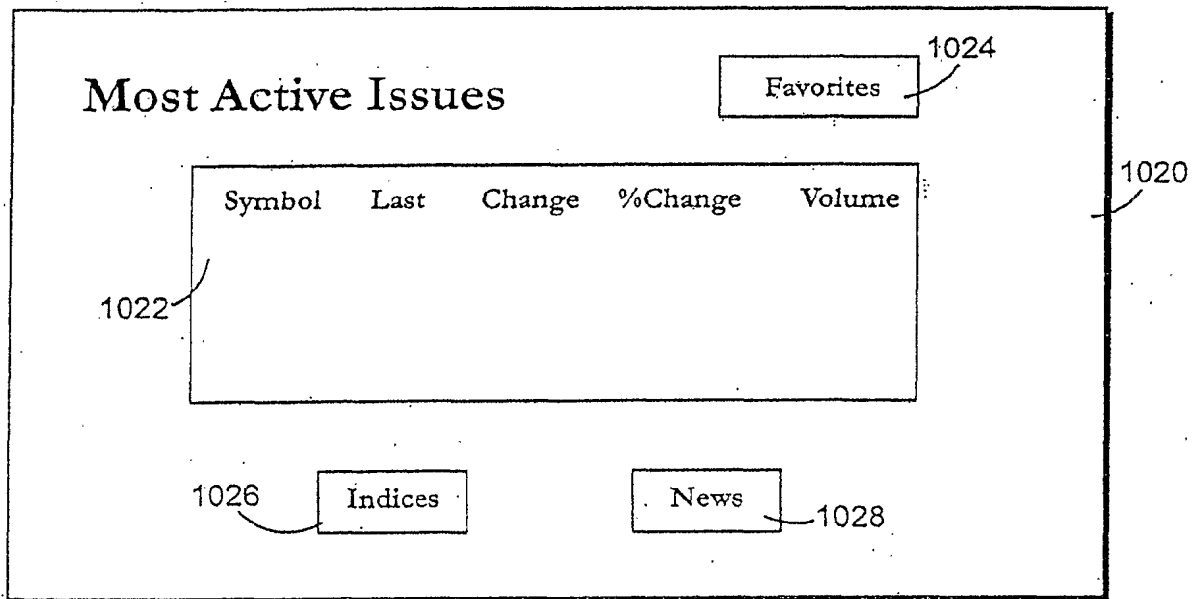 1024
Most Active Issues
Favorites
1020
Symbol Last Change %Change Volume
1022
1026
Indices
News
1028